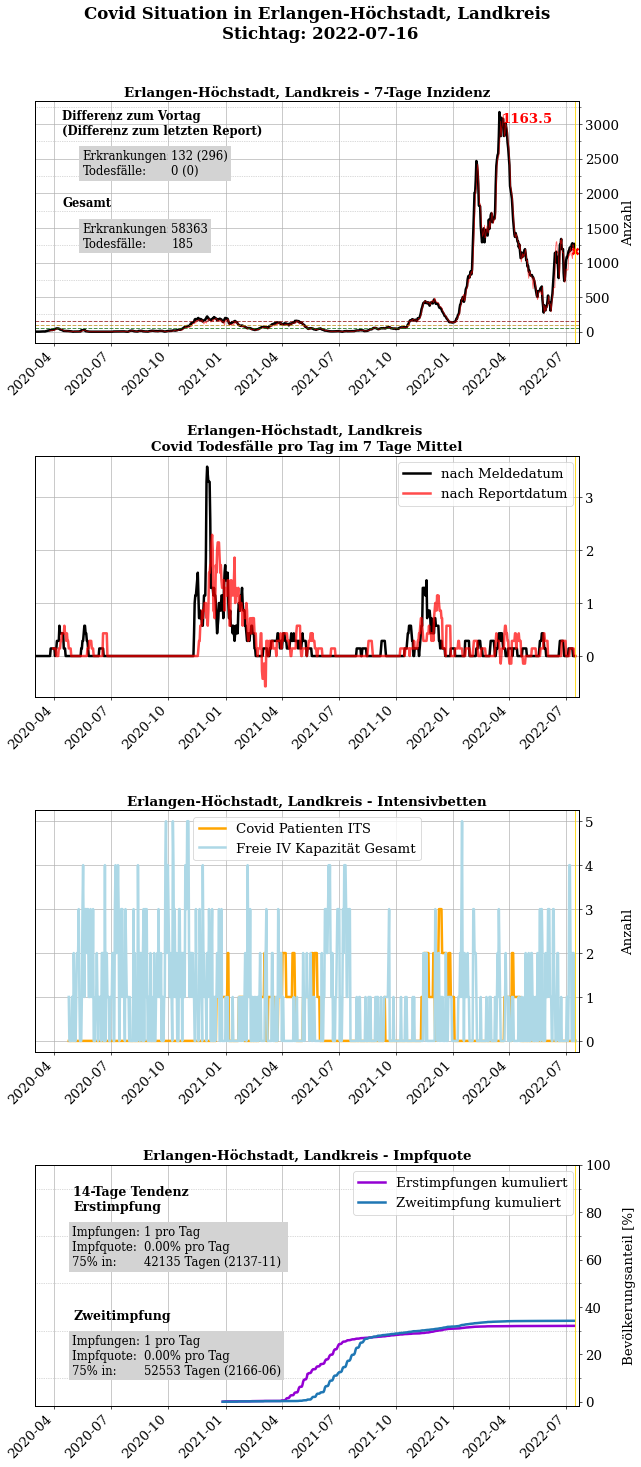 Covid Situation in Erlangen-Höchstadt, Landkreis
Stichtag: 2022-07-16
Erlangen-Höchstadt, Landkreis - 7-Tage Inzidenz
Differenz zum Vortag
(Differenz zum letzten Report)
Erkrankungen 132 (296)
Todesfälle: 0 (0)
Gesamt
Erkrankungen 58363
Todesfälle: 185
1163.5
3000
2500
2000
1500
1000
500
0
Anzahl
2020-04 2020-07 2020-10 2021-01 2021-04 2021-07 2021-10 2022-01 2022-04 2022-07
Erlangen-Höchstadt, Landkreis
Covid Todesfälle pro Tag im 7 Tage Mittel
nach Meldedatum
nach Reportdatum
3
2
1
0
2020-04 2020-07 2020-10 2021-01 2021-04 2021-07 2021-10 2022-01 2022-04 2022-07
Erlangen-Höchstadt, Landkreis - Intensivbetten
Covid Patienten ITS
Freie IV Kapazität Gesamt
5
4
3
2
1
0
Anzahl
2020-04 2020-07 2020-10 2021-01 2021-04 2021-07 2021-10 2022-01 2022-04 2022-07
Erlangen-Höchstadt, Landkreis - Impfquote
14-Tage Tendenz
Erstimpfung
Impfungen: 1 pro Tag
Impfquote: 0.00% pro Tag
75% in: 42135 Tagen (2137-11)
Zweitimpfung
Impfungen: 1 pro Tag
Impfquote: 0.00% pro Tag
75% in: 52553 Tagen (2166-06)
Erstimpfungen kumuliert
Zweitimpfung kumuliert
100
80
60
40
20
0
Bevölkerungsanteil [%]
2020-04 2020-07 2020-10 2021-01 2021-04 2021-07 2021-10 2022-01 2022-04 2022-07